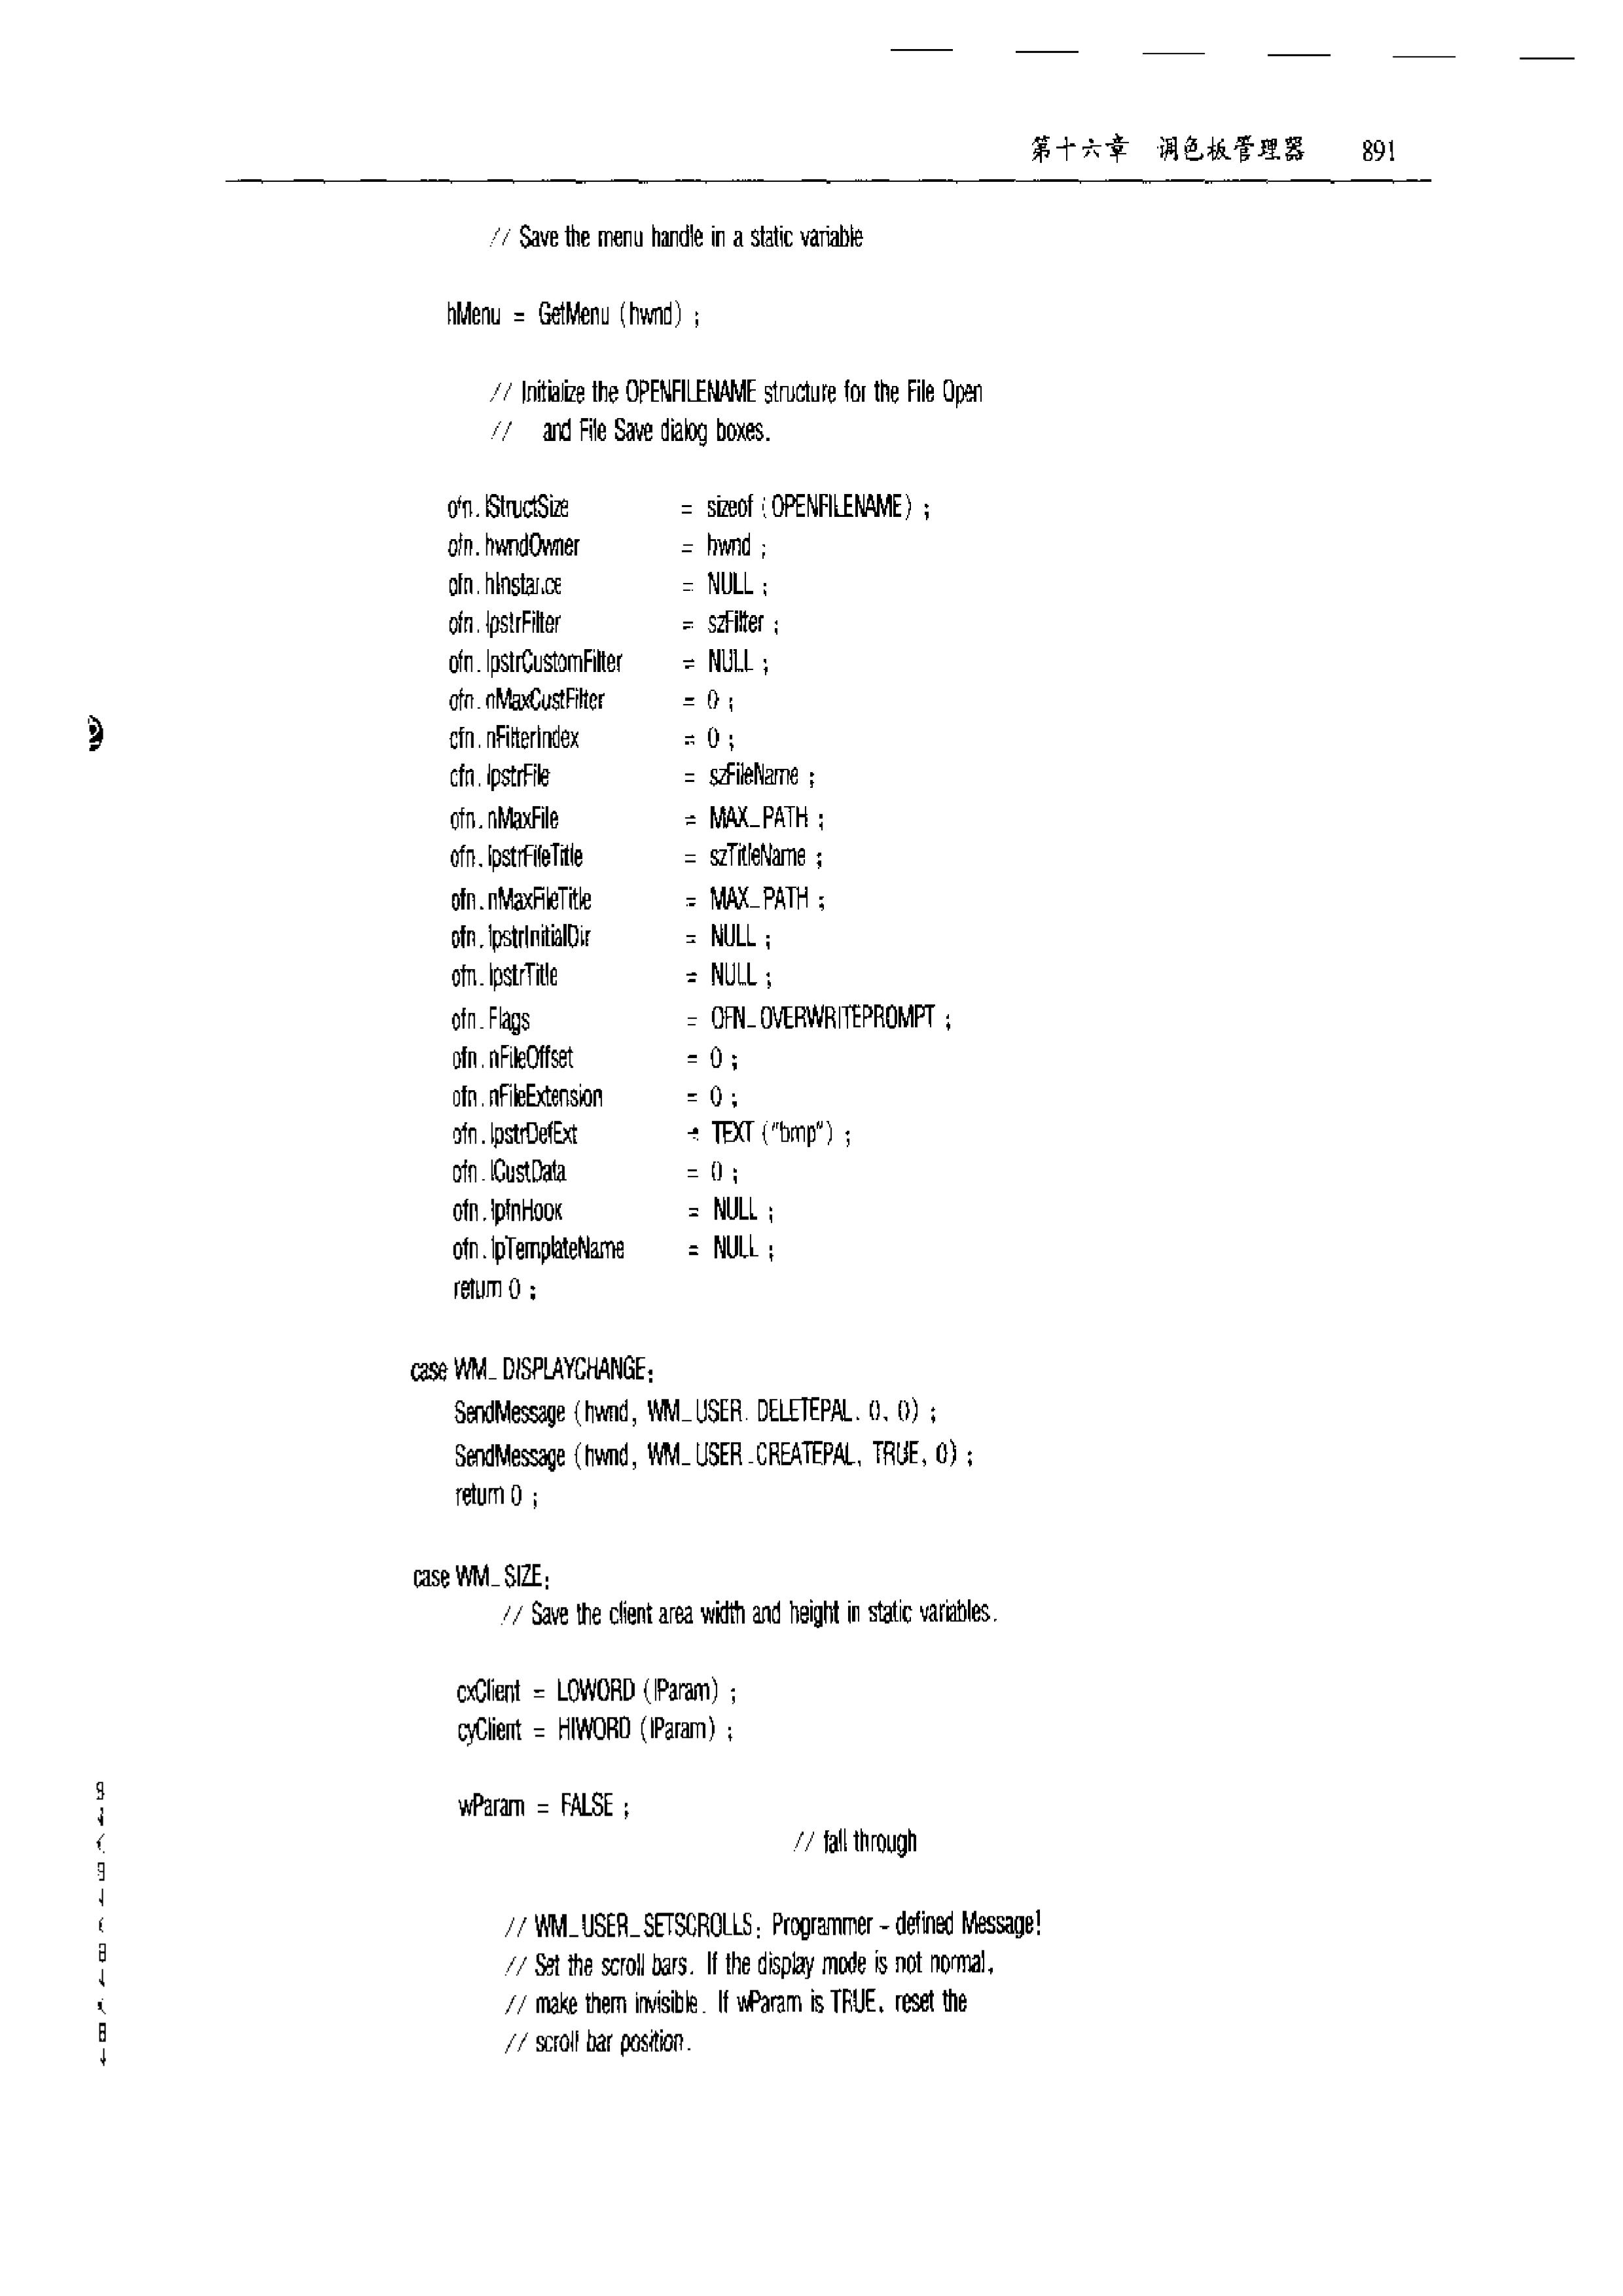 第十六章 调色板管理器 891
// Save the menu handle in a static variable
hMenu = GetMenu (hwnd) ;
// Initialize the OPENFILENAME structure for the File Open
// and File Save dialog boxes.
ofn.lStructSize = sizeof (OPENFILENAME) ;
ofn.hwndOwner = hwnd ;
ofn.hInstance = NULL ;
ofn.lpstrFilter = szFilter ;
ofn.lpstrCustomFilter = NULL ;
ofn.nMaxCustFilter = 0 ;
ofn.nFilterIndex = 0 ;
ofn.lpstrFile = szFileName ;
ofn.nMaxFile = MAX_PATH ;
ofn.lpstrFileTitle = szTitleName ;
ofn.nMaxFileTitle = MAX_PATH ;
ofn.lpstrInitialDir = NULL ;
ofn.lpstrTitle = NULL ;
ofn.Flags = OFN_OVERWRITEPROMPT ;
ofn.nFileOffset = 0 ;
ofn.nFileExtension = 0 ;
ofn.lpstrDefExt = TEXT ("bmp") ;
ofn.lCustData = 0 ;
ofn.lpfnHook = NULL ;
ofn.lpTemplateName = NULL ;
return 0 ;
case WM_DISPLAYCHANGE:
SendMessage (hwnd, WM_USER_DELETEPAL, 0, 0) ;
SendMessage (hwnd, WM_USER_CREATEPAL, TRUE, 0) ;
return 0 ;
case WM_SIZE:
// Save the client area width and height in static variables.
cxClient = LOWORD (lParam) ;
cyClient = HIWORD (lParam) ;
wParam = FALSE ;
// fall through
// WM_USER_SETSCROLLS: Programmer - defined Message!
// Set the scroll bars. If the display mode is not normal,
// make them invisible. If wParam is TRUE, reset the
// scroll bar position.